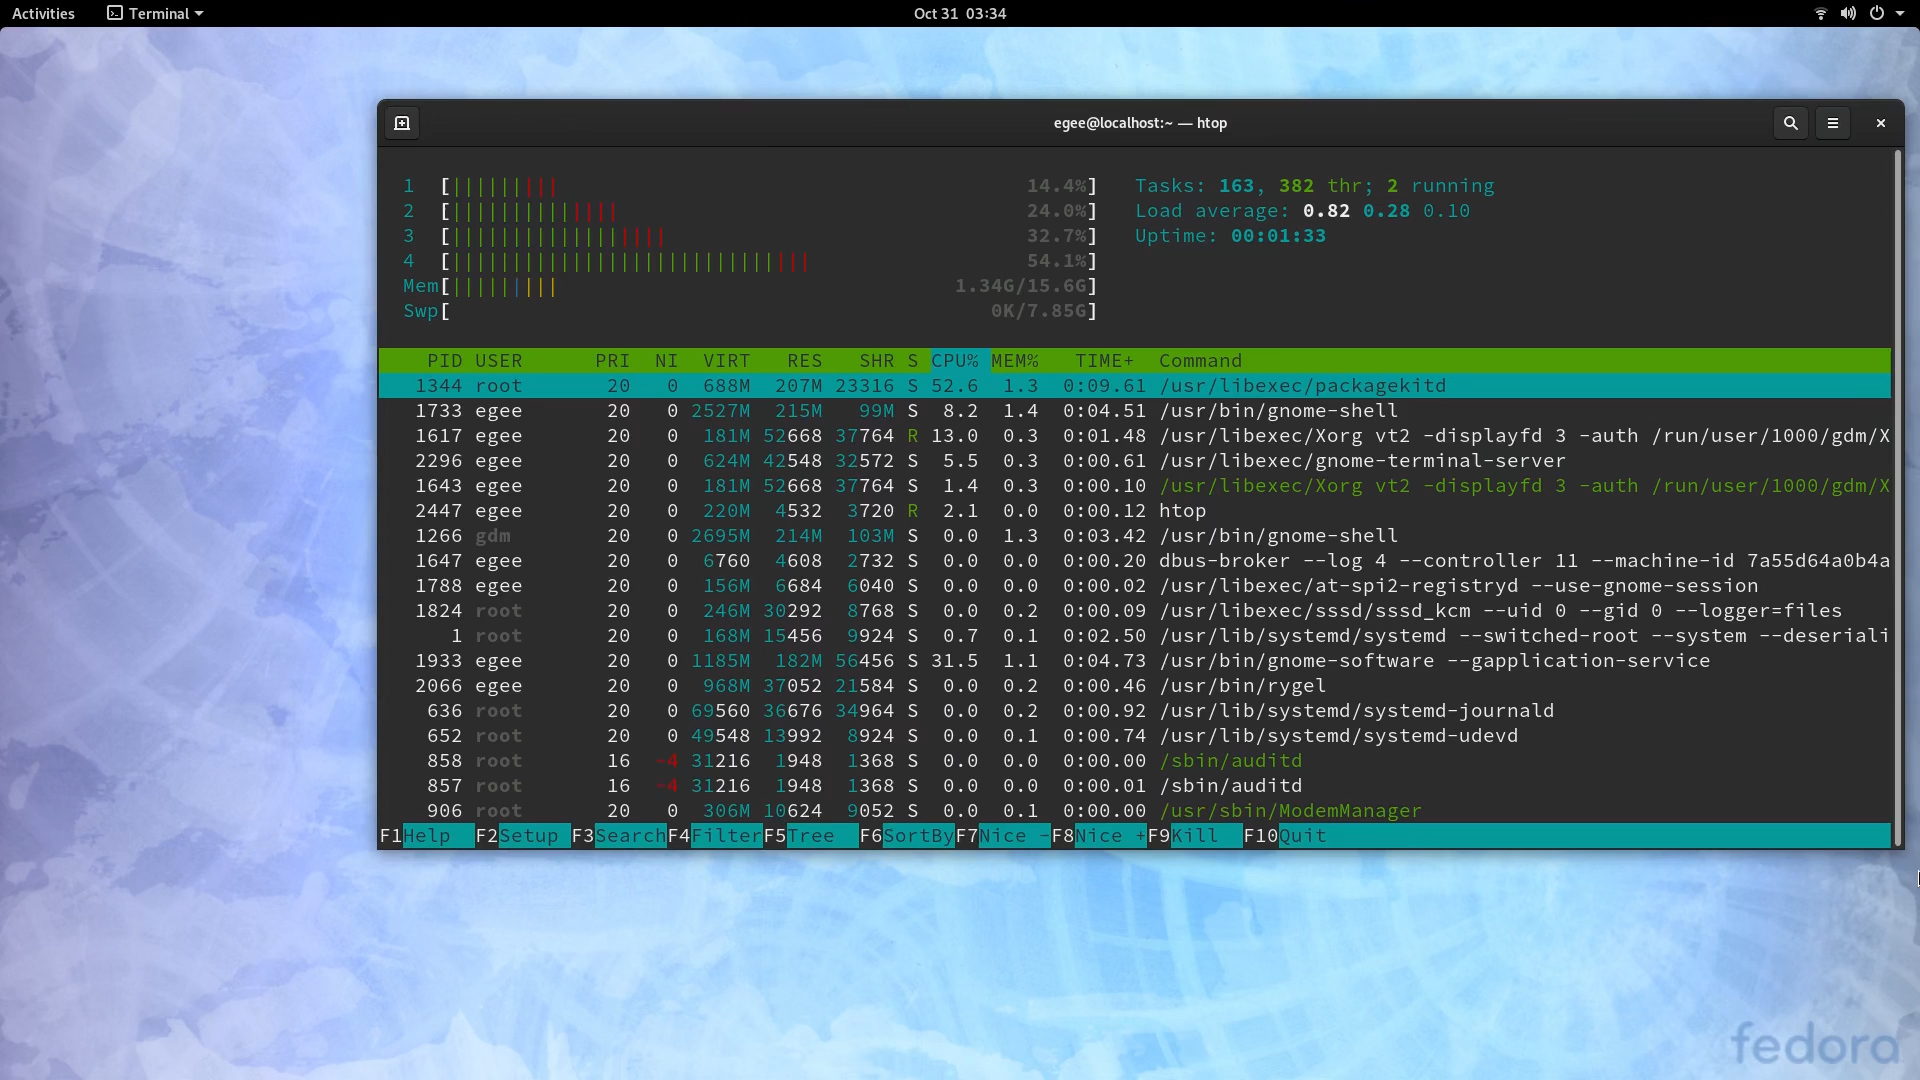 Activities Terminal Oct 31 03:34
egee@localhost:~ — htop
1 [||||||||| 14.4%] Tasks: 163, 382 thr; 2 running
2 [|||||||||||||| 24.0%] Load average: 0.82 0.28 0.10
3 [|||||||||||||||||| 32.7%] Uptime: 00:01:33
4 [|||||||||||||||||||||||||||||| 54.1%]
Mem[||||||||| 1.34G/15.6G]
Swp[ 0K/7.85G]
PID USER PRI NI VIRT RES SHR S CPU% MEM% TIME+ Command
1344 root 20 0 688M 207M 23316 S 52.6 1.3 0:09.61 /usr/libexec/packagekitd
1733 egee 20 0 2527M 215M 99M S 8.2 1.4 0:04.51 /usr/bin/gnome-shell
1617 egee 20 0 181M 52668 37764 R 13.0 0.3 0:01.48 /usr/libexec/Xorg vt2 -displayfd 3 -auth /run/user/1000/gdm/X
2296 egee 20 0 624M 42548 32572 S 5.5 0.3 0:00.61 /usr/libexec/gnome-terminal-server
1643 egee 20 0 181M 52668 37764 S 1.4 0.3 0:00.10 /usr/libexec/Xorg vt2 -displayfd 3 -auth /run/user/1000/gdm/X
2447 egee 20 0 220M 4532 3720 R 2.1 0.0 0:00.12 htop
1266 gdm 20 0 2695M 214M 103M S 0.0 1.3 0:03.42 /usr/bin/gnome-shell
1647 egee 20 0 6760 4608 2732 S 0.0 0.0 0:00.20 dbus-broker --log 4 --controller 11 --machine-id 7a55d64a0b4a
1788 egee 20 0 156M 6684 6040 S 0.0 0.0 0:00.02 /usr/libexec/at-spi2-registryd --use-gnome-session
1824 root 20 0 246M 30292 8768 S 0.0 0.2 0:00.09 /usr/libexec/sssd/sssd_kcm --uid 0 --gid 0 --logger=files
1 root 20 0 168M 15456 9924 S 0.7 0.1 0:02.50 /usr/lib/systemd/systemd --switched-root --system --deseriali
1933 egee 20 0 1185M 182M 56456 S 31.5 1.1 0:04.73 /usr/bin/gnome-software --gapplication-service
2066 egee 20 0 968M 37052 21584 S 0.0 0.2 0:00.46 /usr/bin/rygel
636 root 20 0 69560 36676 34964 S 0.0 0.2 0:00.92 /usr/lib/systemd/systemd-journald
652 root 20 0 49548 13992 8924 S 0.0 0.1 0:00.74 /usr/lib/systemd/systemd-udevd
858 root 16 -4 31216 1948 1368 S 0.0 0.0 0:00.00 /sbin/auditd
857 root 16 -4 31216 1948 1368 S 0.0 0.0 0:00.01 /sbin/auditd
906 root 20 0 306M 10624 9052 S 0.0 0.1 0:00.00 /usr/sbin/ModemManager
F1Help F2Setup F3SearchF4FilterF5Tree F6SortByF7Nice -F8Nice +F9Kill F10Quit
fedora